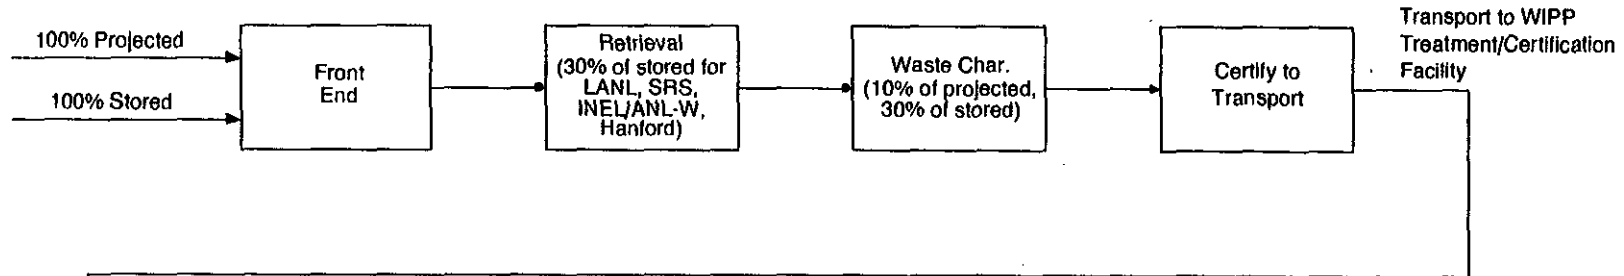 100% Projected
100% Stored
Front
End
Retrieval
(30% of stored for
LANL, SRS,
INEL/ANL-W,
Hanford)
Waste Char.
(10% of projected,
30% of stored)
Certify to
Transport
Transport to WIPP
Treatment/Certification
Facility